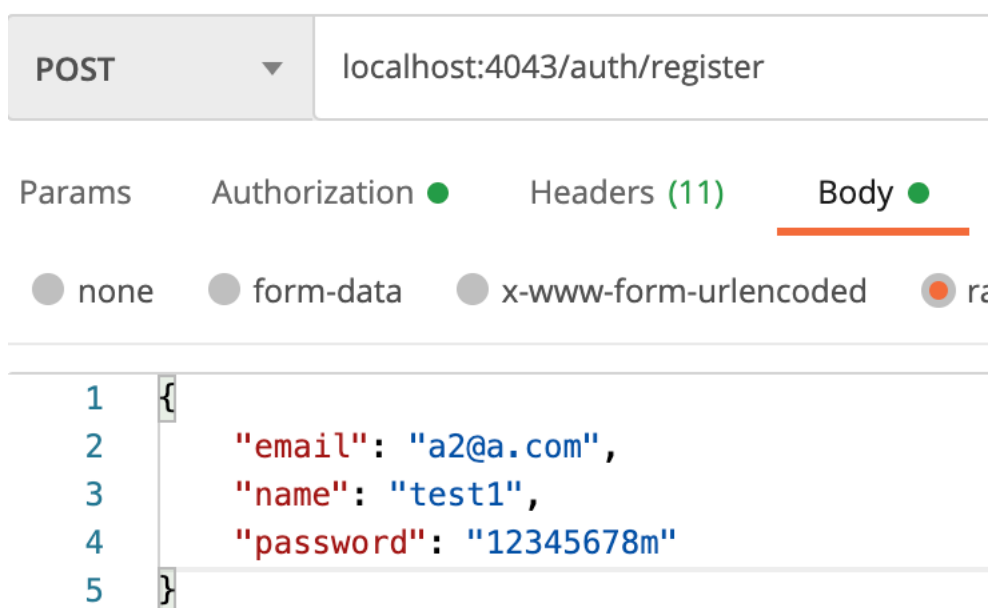 POST localhost:4043/auth/register
Params Authorization Headers (11) Body
none form-data x-www-form-urlencoded
1 {
2 "email": "a2@a.com",
3 "name": "test1",
4 "password": "12345678m"
5 }